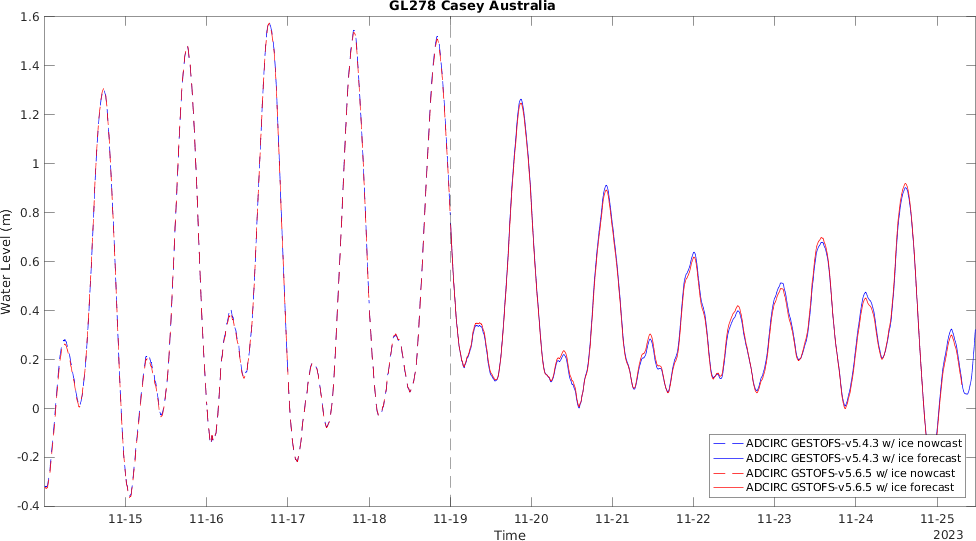 GL278 Casey Australia
1.6
1.4
1.2
1
0.8
0.6
0.4
0.2
0
-0.2
-0.4
Water Level (m)
ADCIRC GESTOFS-v5.4.3 w/ ice nowcast
ADCIRC GESTOFS-v5.4.3 w/ ice forecast
ADCIRC GSTOFS-v5.6.5 w/ ice nowcast
ADCIRC GSTOFS-v5.6.5 w/ ice forecast
11-15 11-16 11-17 11-18 11-19 11-20 11-21 11-22 11-23 11-24 11-25
Time
2023